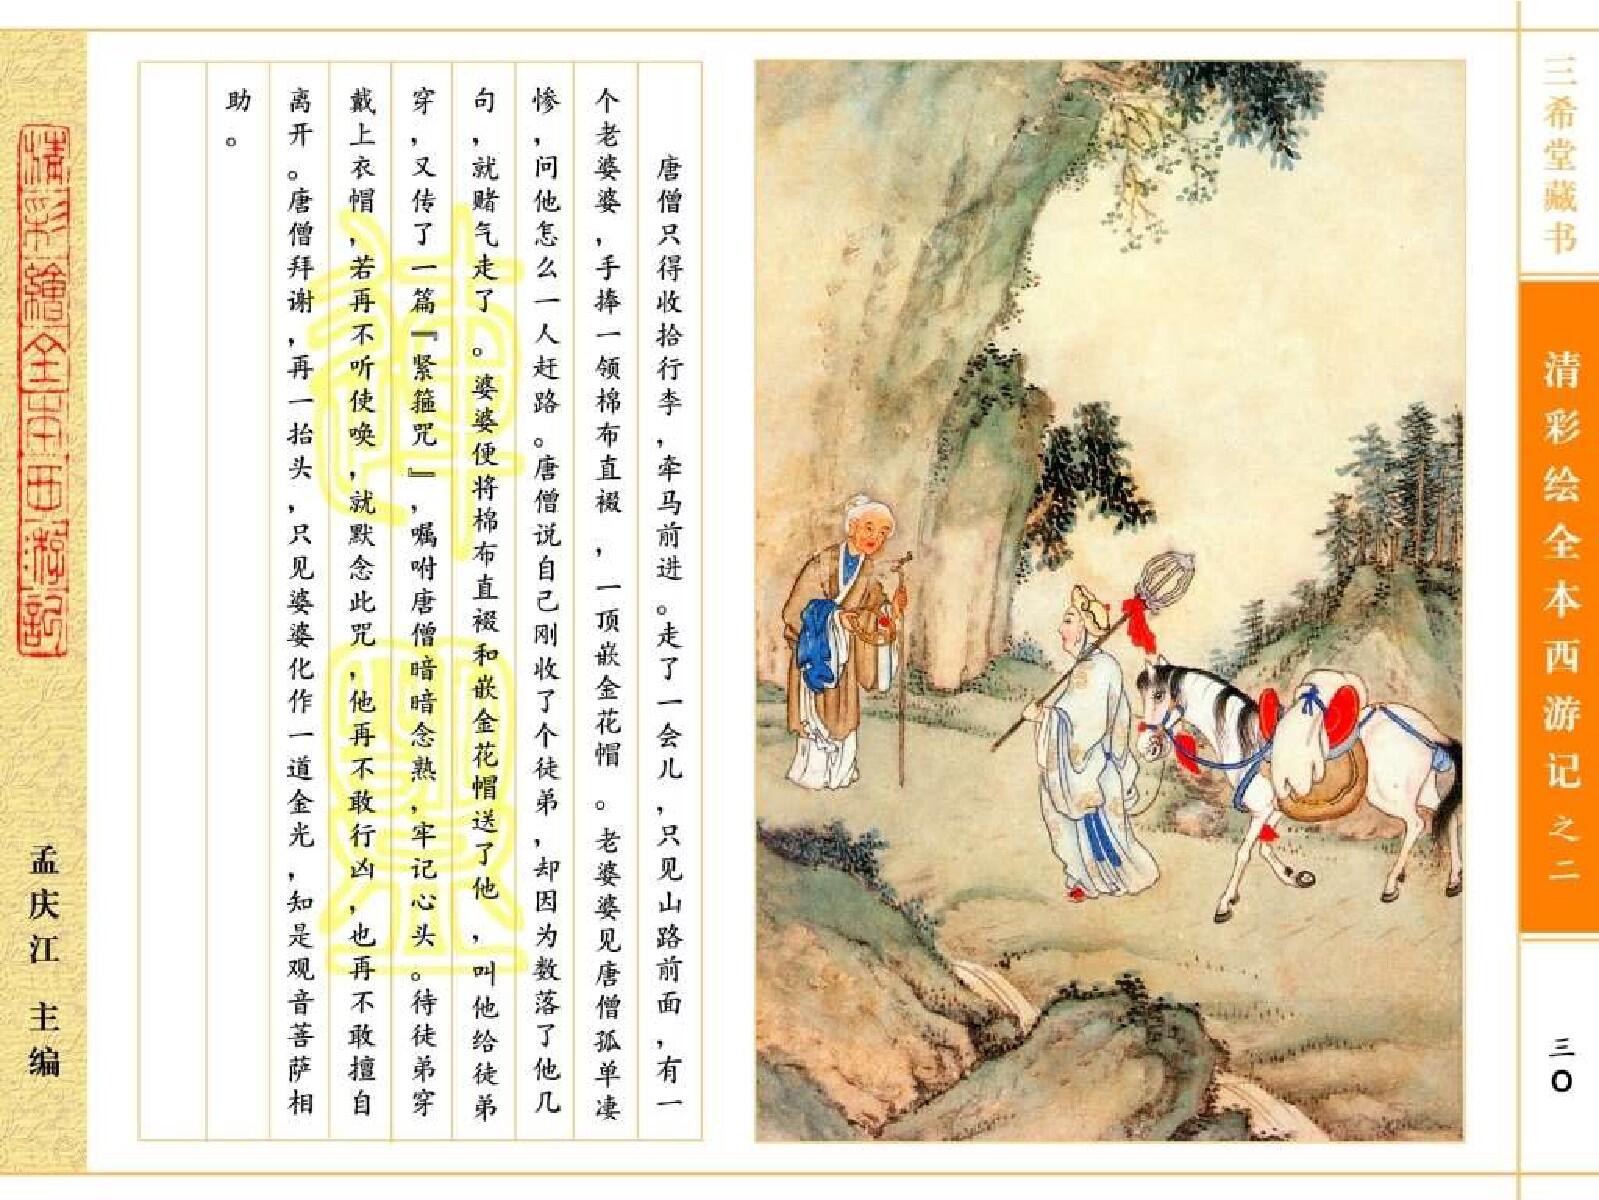 三希堂藏书
清彩绘全本西游记之二
三〇
唐僧只得收拾行李，牵马前进。走了一会儿，只见山路前面，有一
个老婆婆，手捧一领棉布直裰，一顶嵌金花帽。老婆婆见唐僧孤单凄
惨，问他怎么一人赶路。唐僧说自己刚收了个徒弟，却因为数落了他几
句，就赌气走了。婆婆便将棉布直裰和嵌金花帽送了他，叫他给徒弟
穿，又传了一篇『紧箍咒』，嘱咐唐僧暗暗念熟，牢记心头。待徒弟穿
戴上衣帽，若再不听使唤，就默念此咒，他再不敢行凶，也再不敢擅自
离开。唐僧拜谢，再一抬头，只见婆婆化作一道金光，知是观音菩萨相
助。
清彩繪全本西游記
孟庆江 主编